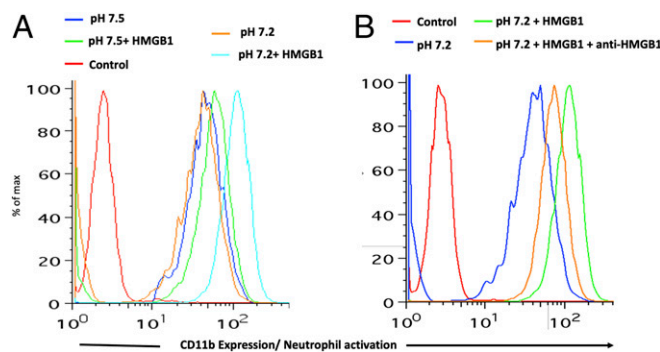 A
pH 7.5
pH 7.5+ HMGB1
Control
pH 7.2
pH 7.2+ HMGB1
% of max
100
80
60
40
20
0
10⁰
10¹
10²
B
Control
pH 7.2
pH 7.2 + HMGB1
pH 7.2 + HMGB1 + anti-HMGB1
100
80
60
40
20
0
10⁰
10¹
10²
CD11b Expression/ Neutrophil activation